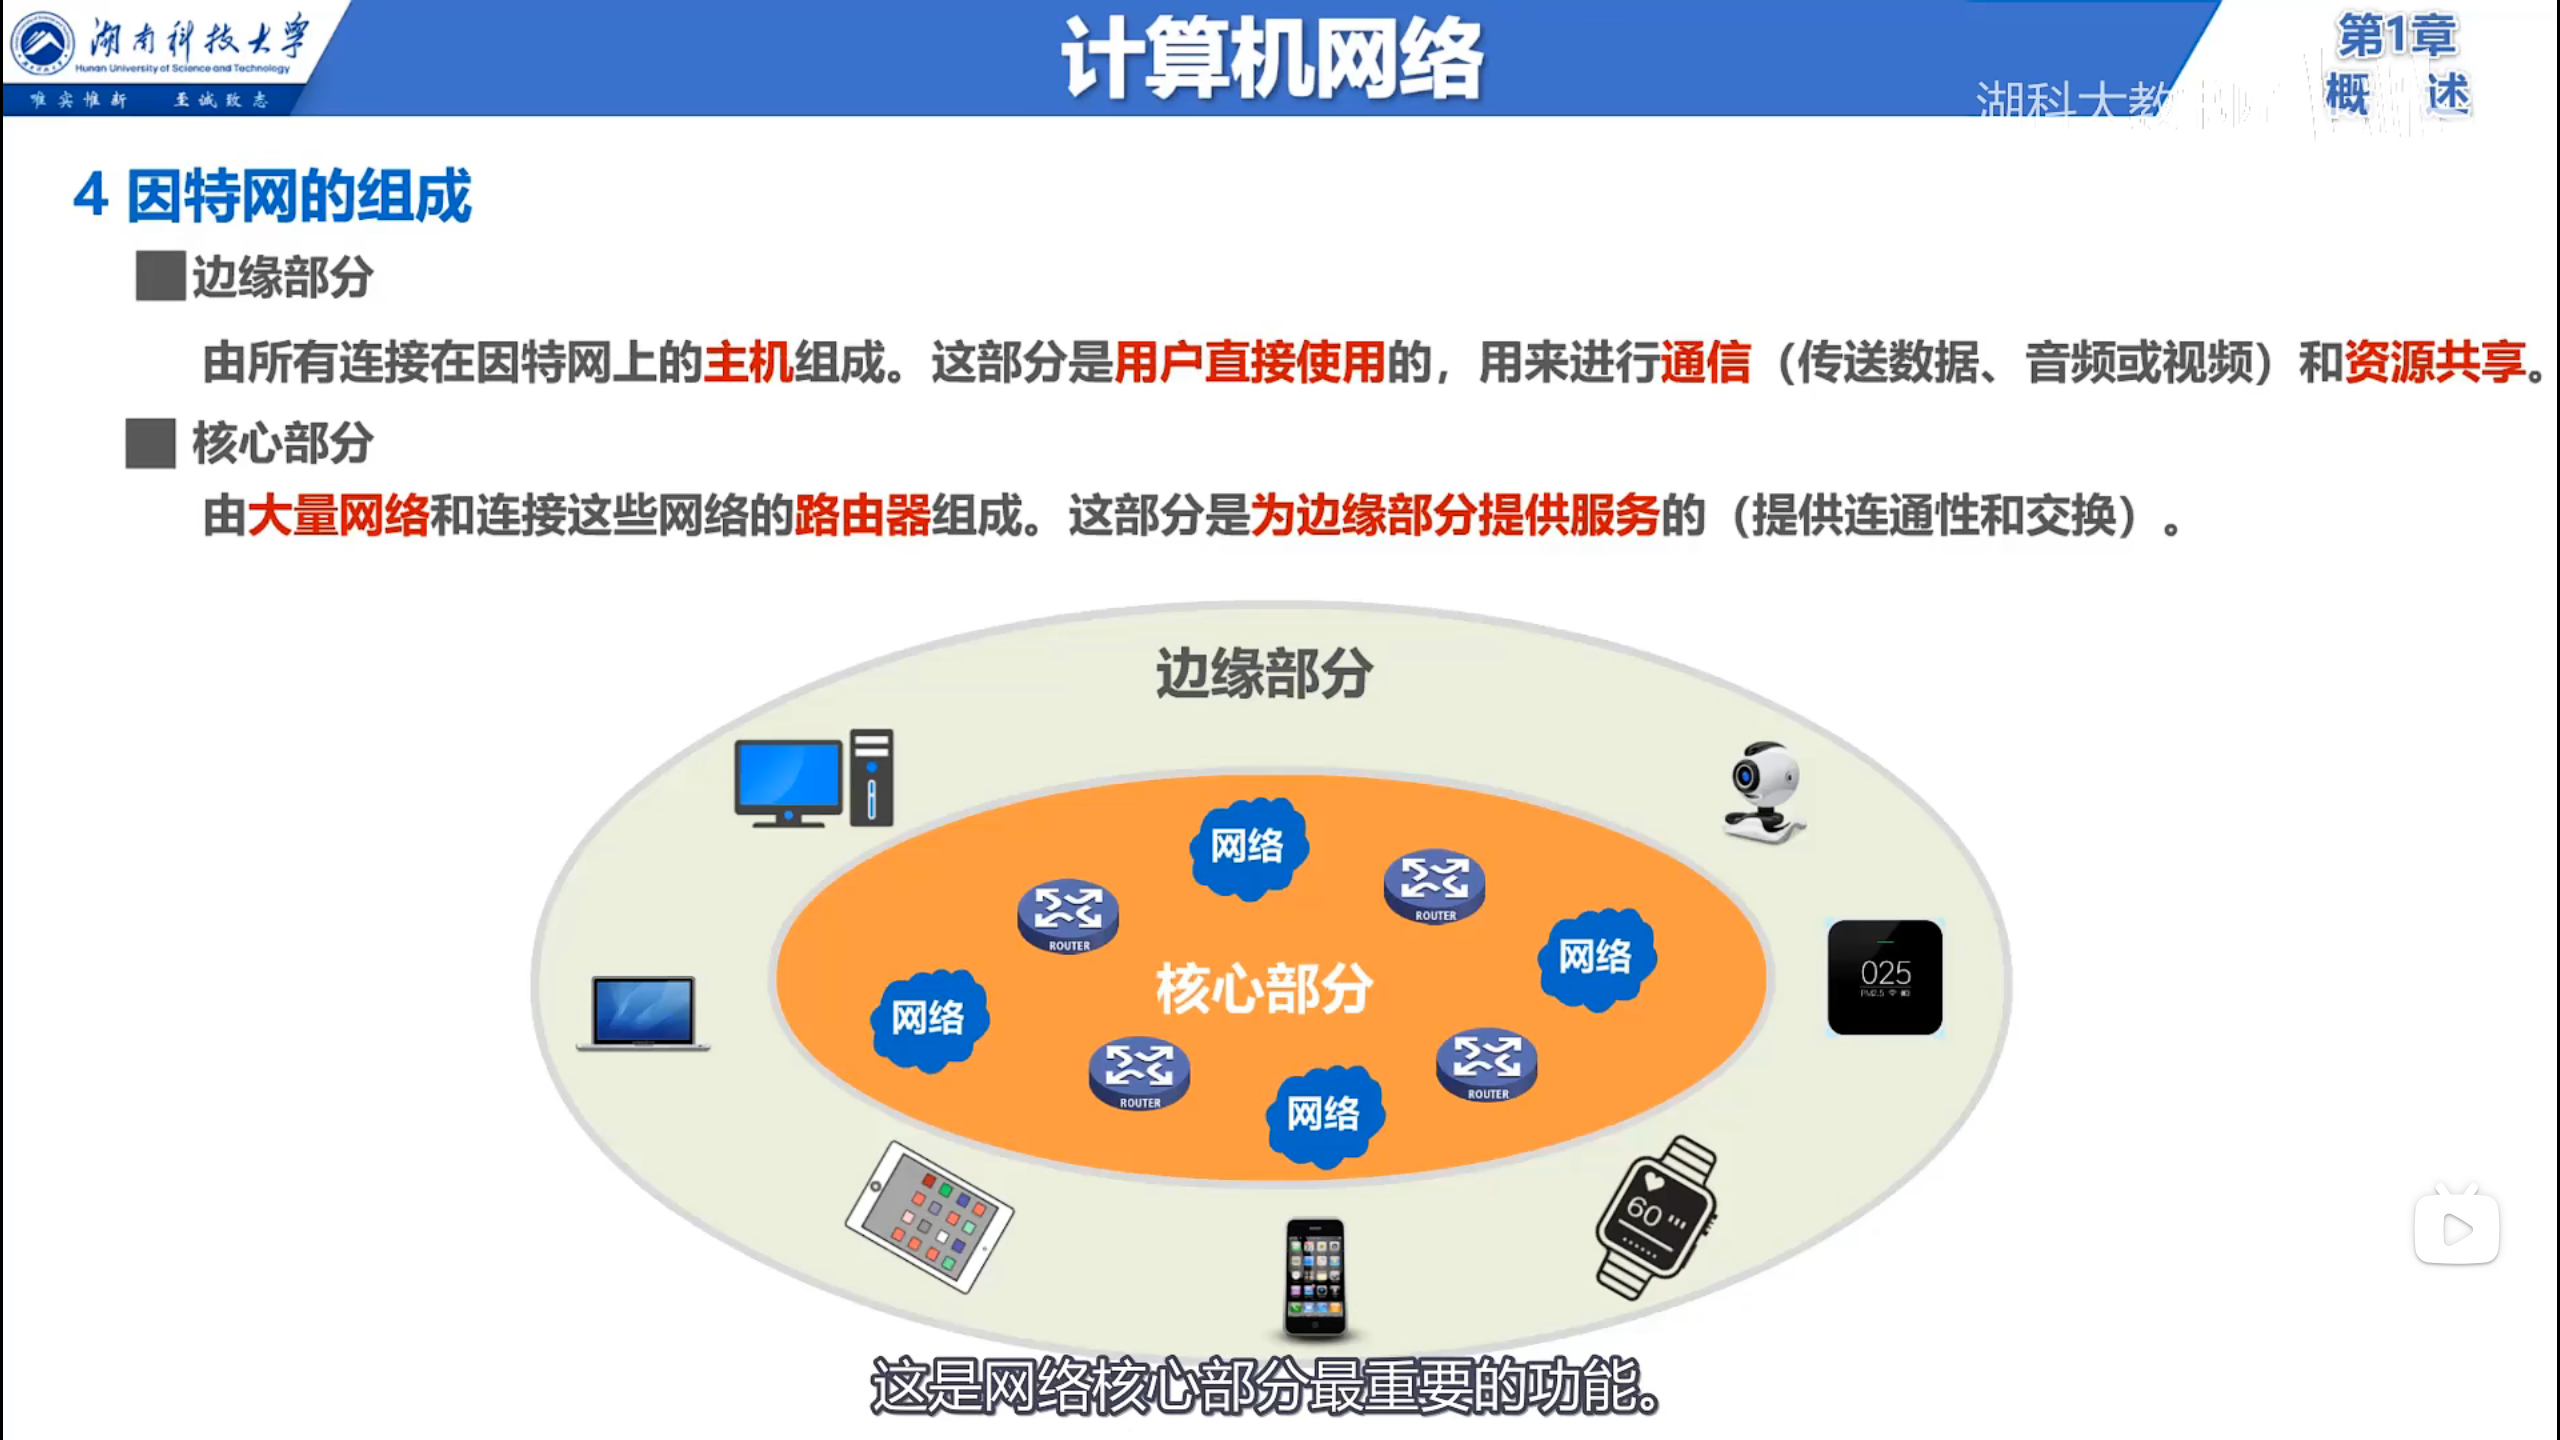 湖南科技大学
Hunan University of Science and Technology
唯实惟新 至诚致志
计算机网络
第1章
概 述
湖科大教
4 因特网的组成
边缘部分
由所有连接在因特网上的主机组成。这部分是用户直接使用的，用来进行通信（传送数据、音频或视频）和资源共享。
核心部分
由大量网络和连接这些网络的路由器组成。这部分是为边缘部分提供服务的（提供连通性和交换）。
边缘部分
网络
ROUTER
ROUTER
网络
025
PM2.5
核心部分
网络
ROUTER
ROUTER
网络
60
这是网络核心部分最重要的功能。